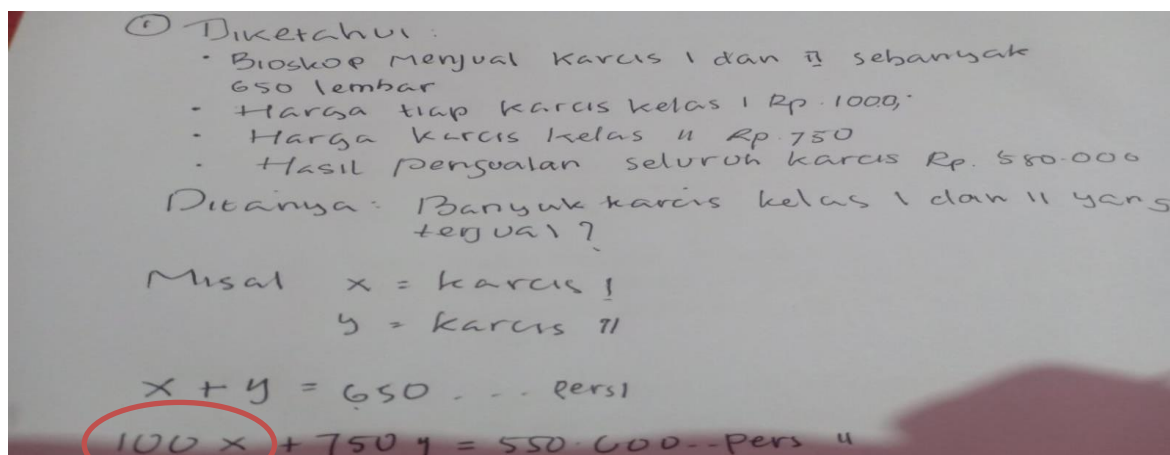 ① Diketahui:
• Bioskop menjual karcis I dan II sebanyak
650 lembar
• Harga tiap karcis kelas I Rp. 1000,-
• Harga karcis kelas II Rp. 750
• Hasil penjualan seluruh karcis Rp. 580.000
Ditanya: Banyak karcis kelas I dan II yang
terjual?
Misal x = karcis I
y = karcis II
x + y = 650 ... pers I
100 x + 750 y = 550.000..pers II